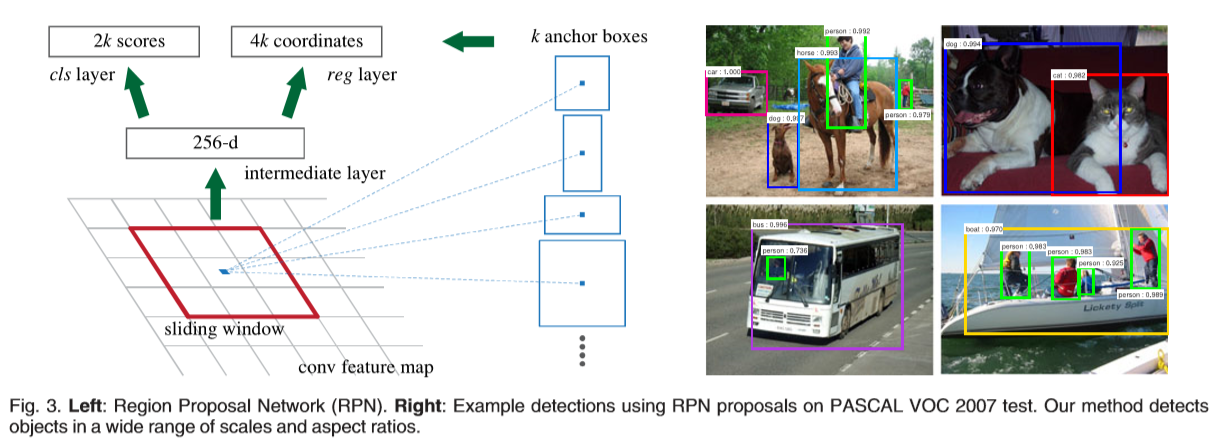 2k scores
4k coordinates
k anchor boxes
cls layer
reg layer
256-d
intermediate layer
sliding window
conv feature map
person : 0.992
horse : 0.993
car : 1.000
dog : 0.997
person : 0.979
dog : 0.994
cat : 0.982
bus : 0.996
person : 0.736
boat : 0.970
person : 0.983
person : 0.983
person : 0.925
person : 0.989
Lickety Split
Fig. 3. Left: Region Proposal Network (RPN). Right: Example detections using RPN proposals on PASCAL VOC 2007 test. Our method detects
objects in a wide range of scales and aspect ratios.